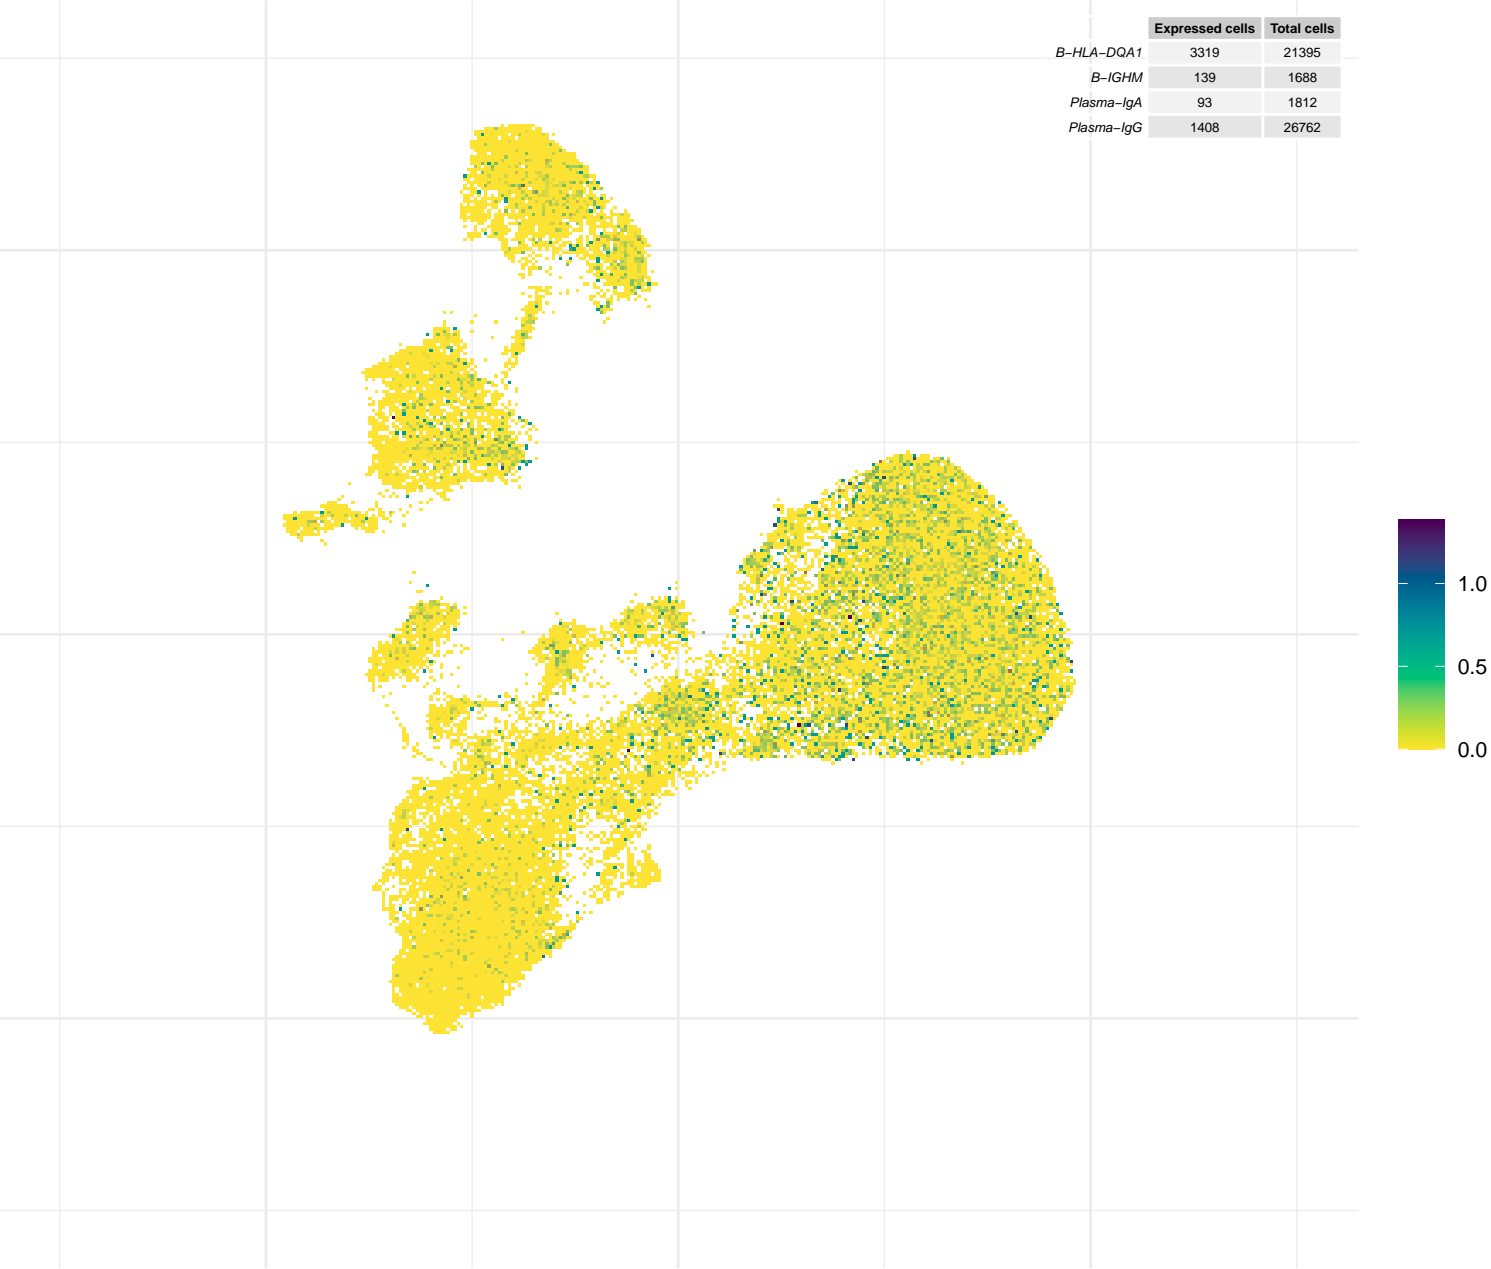 Expressed cells Total cells
B−HLA−DQA1 3319 21395
B−IGHM 139 1688
Plasma−IgA 93 1812
Plasma−IgG 1408 26762
1.0
0.5
0.0